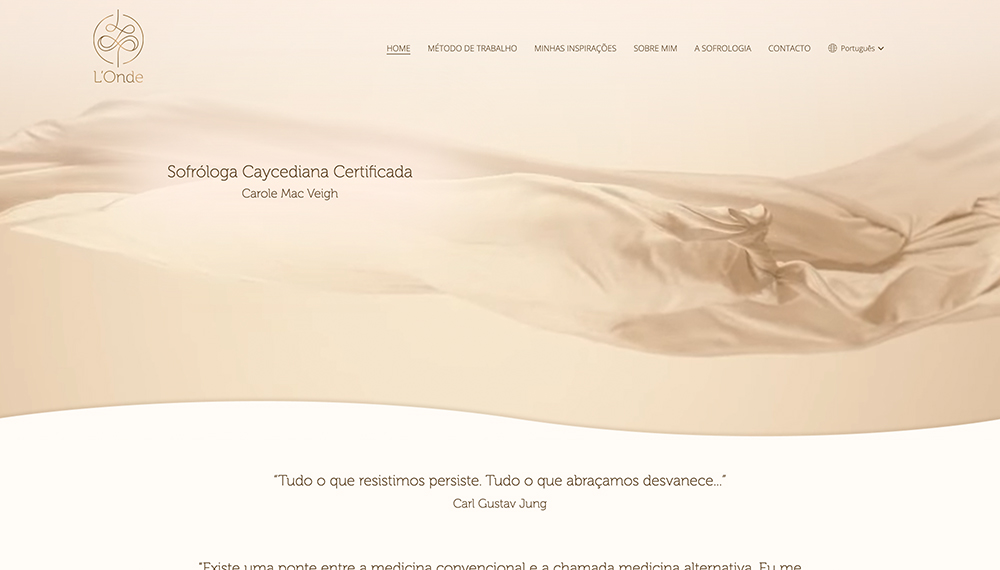 L'Onde
HOME MÉTODO DE TRABALHO MINHAS INSPIRAÇÕES SOBRE MIM A SOFROLOGIA CONTACTO Português
Sofróloga Caycediana Certificada
Carole Mac Veigh
“Tudo o que resistimos persiste. Tudo o que abraçamos desvanece...”
Carl Gustav Jung
“Existe uma ponte entre a medicina convencional e a chamada medicina alternativa. Eu me